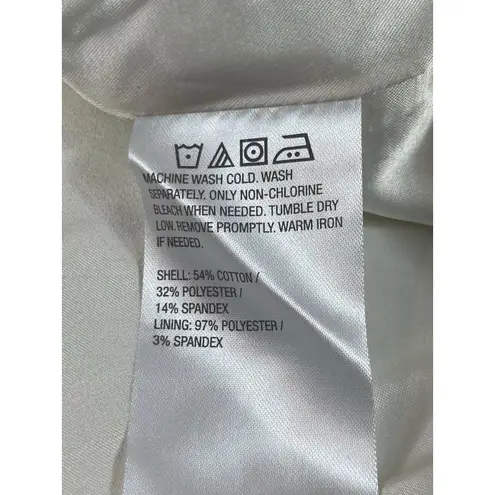 MACHINE WASH COLD. WASH
SEPARATELY. ONLY NON-CHLORINE
BLEACH WHEN NEEDED. TUMBLE DRY
LOW. REMOVE PROMPTLY. WARM IRON
IF NEEDED.
SHELL: 54% COTTON /
32% POLYESTER /
14% SPANDEX
LINING: 97% POLYESTER /
3% SPANDEX